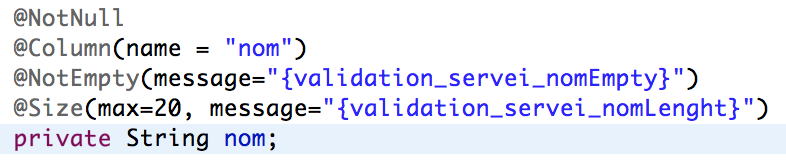 @NotNull
@Column(name = "nom")
@NotEmpty(message="{validation_servei_nomEmpty}")
@Size(max=20, message="{validation_servei_nomLenght}")
private String nom;